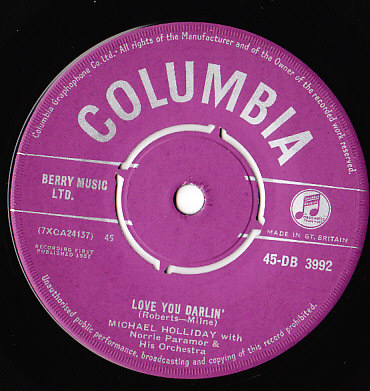 Columbia Graphophone Co. Ltd.- All rights of the Manufacturer and of the Owner of the recorded work reserved.
COLUMBIA
BERRY MUSIC
LTD.
(7XCA24137) 45
RECORDING FIRST
PUBLISHED 1957
MADE IN GT. BRITAIN
45-DB 3992
LOVE YOU DARLIN'
(Roberts—Milne)
MICHAEL HOLLIDAY with
Norrie Paramor &
His Orchestra
Unauthorised public performance, broadcasting and copying of this record prohibited.